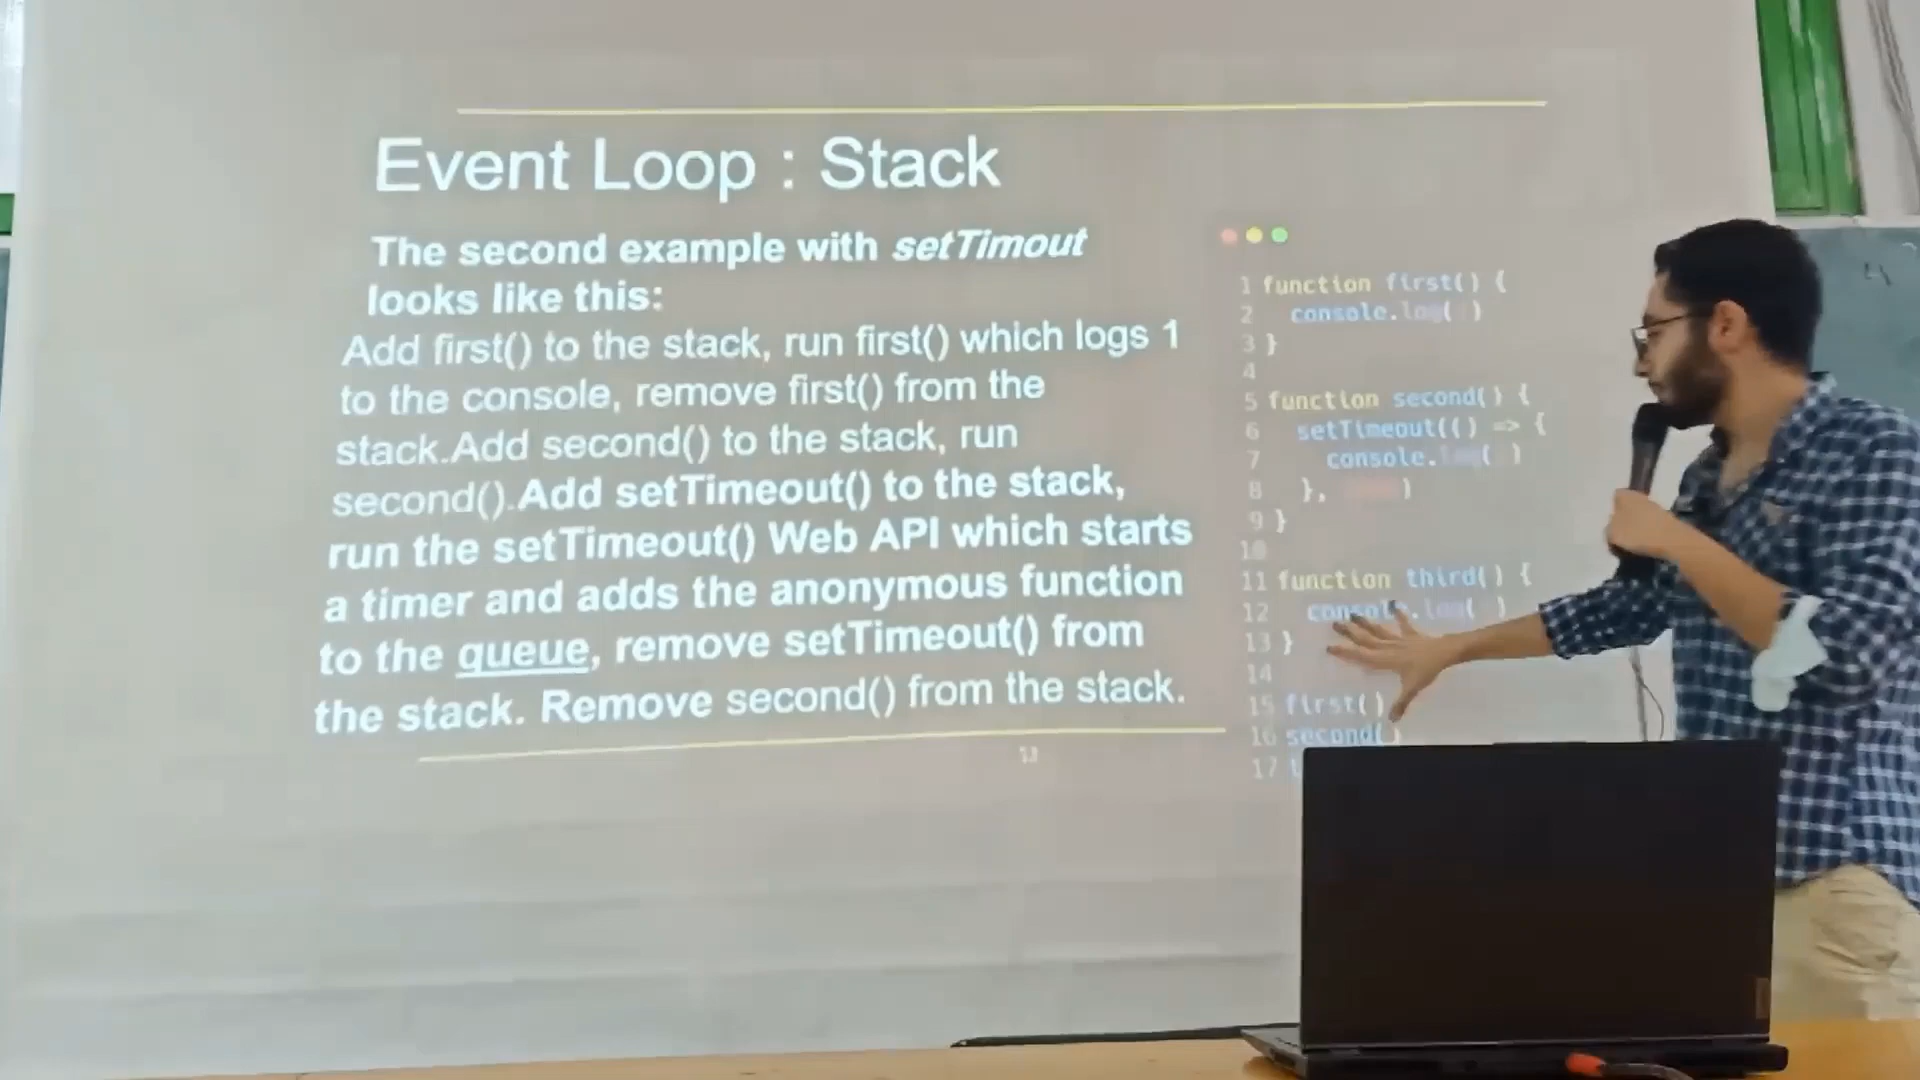 Event Loop : Stack
The second example with setTimout
looks like this:
Add first() to the stack, run first() which logs 1
to the console, remove first() from the
stack.Add second() to the stack, run
second().Add setTimeout() to the stack,
run the setTimeout() Web API which starts
a timer and adds the anonymous function
to the queue, remove setTimeout() from
the stack. Remove second() from the stack.
1 function first() {
2 console.log( )
3 }
4
5 function second() {
6 setTimeout(() => {
7 console.log( )
8 }, )
9 }
10
11 function third() {
12 console.log( )
13 }
14
15 first()
16 second()
17